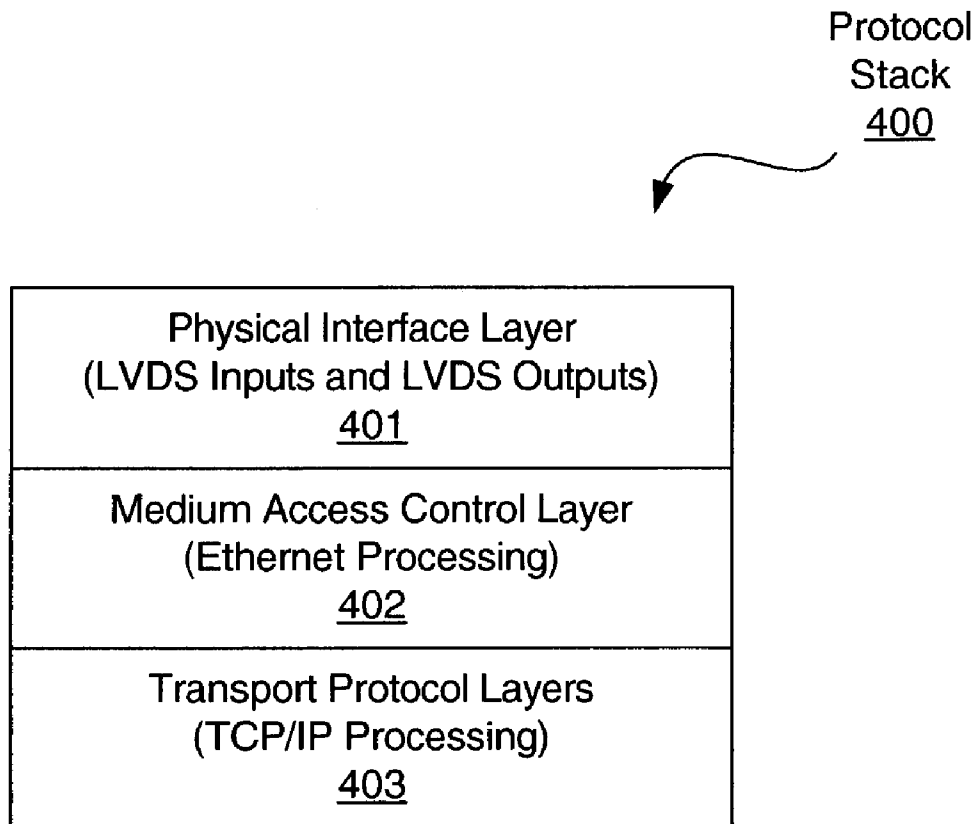 Protocol
Stack
400
Physical Interface Layer
(LVDS Inputs and LVDS Outputs)
401
Medium Access Control Layer
(Ethernet Processing)
402
Transport Protocol Layers
(TCP/IP Processing)
403